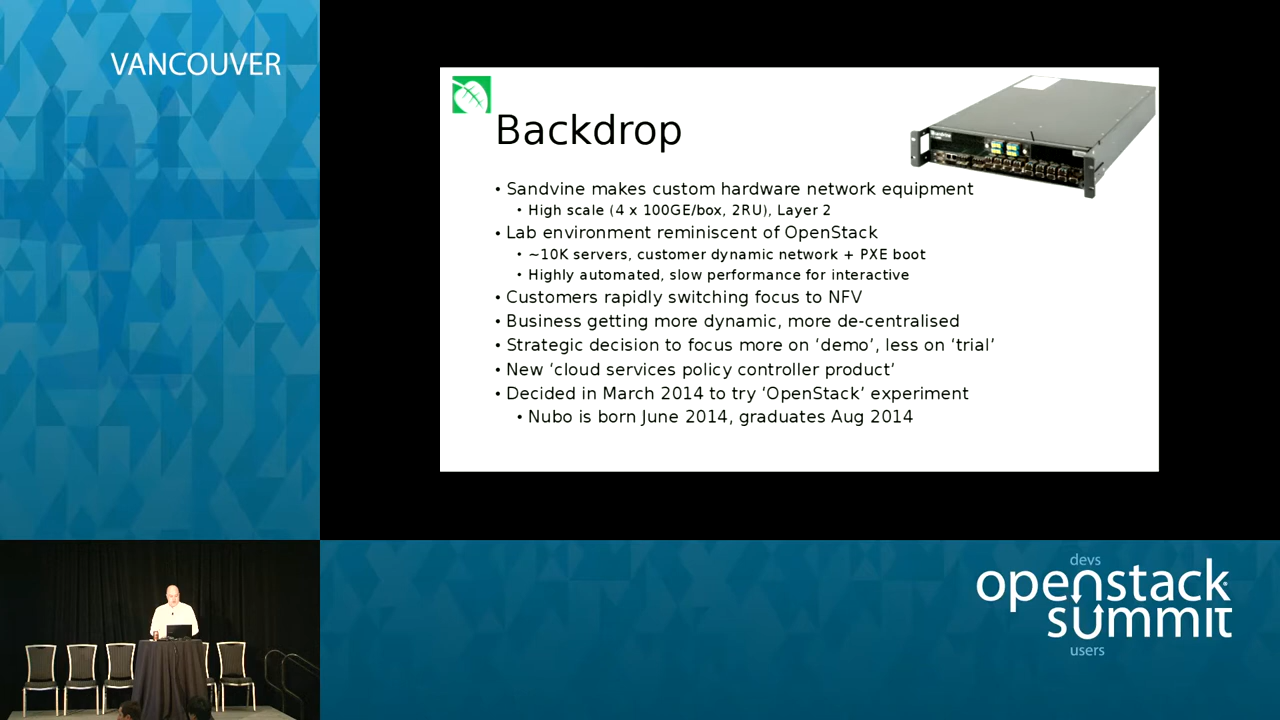 VANCOUVER
Backdrop
• Sandvine makes custom hardware network equipment
• High scale (4 x 100GE/box, 2RU), Layer 2
• Lab environment reminiscent of OpenStack
• ~10K servers, customer dynamic network + PXE boot
• Highly automated, slow performance for interactive
• Customers rapidly switching focus to NFV
• Business getting more dynamic, more de-centralised
• Strategic decision to focus more on ‘demo’, less on ‘trial’
• New ‘cloud services policy controller product’
• Decided in March 2014 to try ‘OpenStack’ experiment
• Nubo is born June 2014, graduates Aug 2014
devs
openstack
summit
users